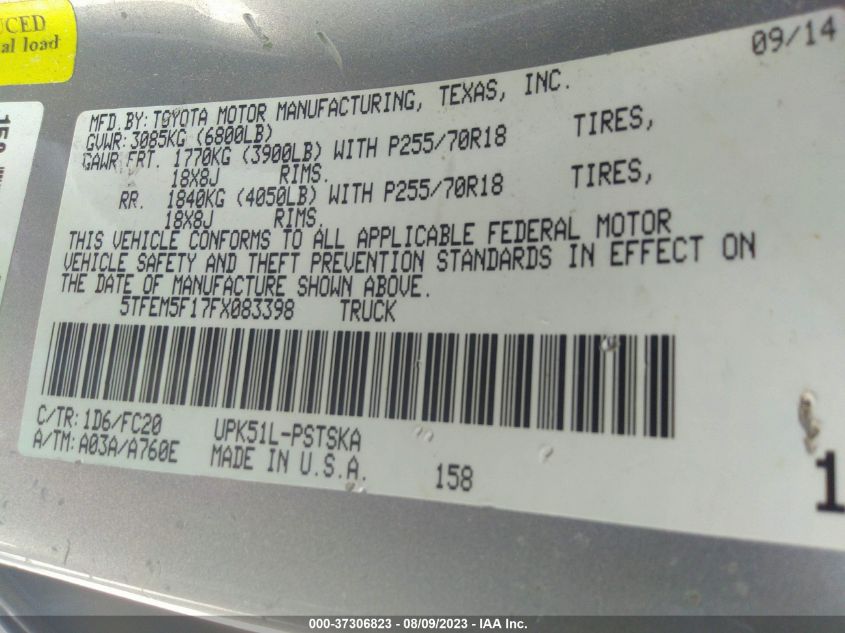 UCED
al load
09/14
MFD.BY:TOYOTA MOTOR MANUFACTURING, TEXAS, INC.
GVWR:3085KG (6800LB)
GAWR FRT. 1770KG (3900LB) WITH P255/70R18 TIRES,
18X8J RIMS.
RR. 1840KG (4050LB) WITH P255/70R18 TIRES,
18X8J RIMS.
THIS VEHICLE CONFORMS TO ALL APPLICABLE FEDERAL MOTOR
VEHICLE SAFETY AND THEFT PREVENTION STANDARDS IN EFFECT ON
THE DATE OF MANUFACTURE SHOWN ABOVE.
5TFEM5F17FX083398 TRUCK
C/TR:1D6/FC20 UPK51L-PSTSKA
A/TM:A03A/A760E MADE IN U.S.A. 158
1
000-37306823 - 08/09/2023 - IAA Inc.